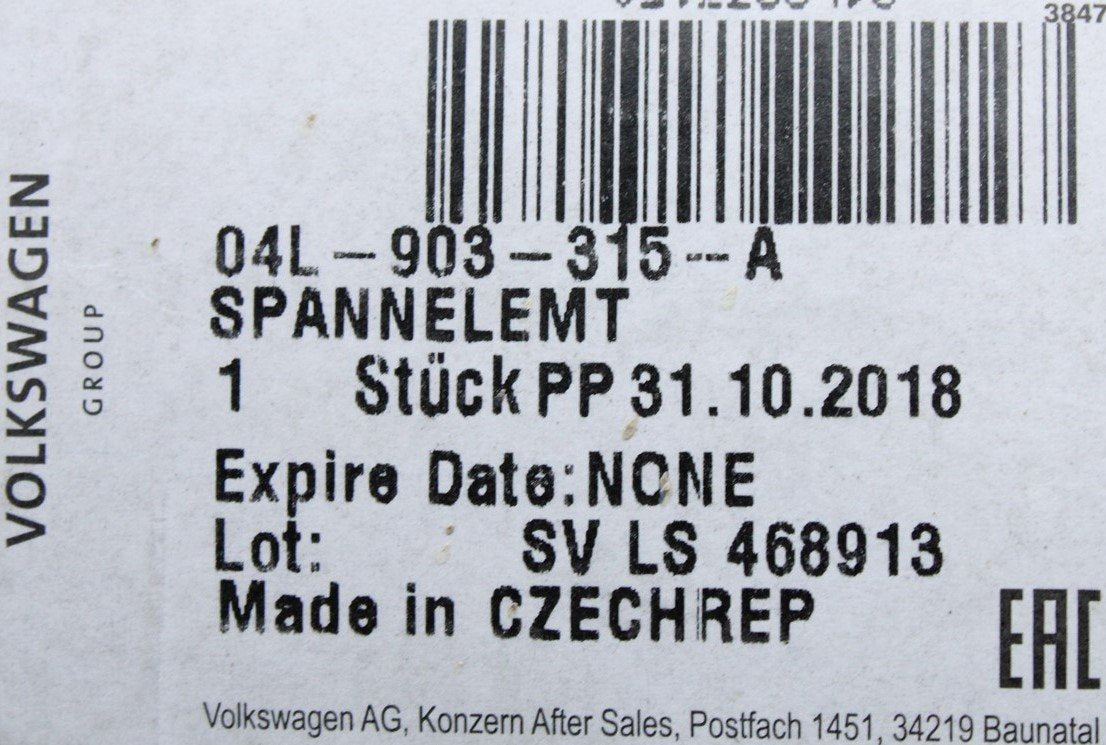 3847
04L-903-315--A
SPANNELEMT
1 Stück PP 31.10.2018
Expire Date: NONE
Lot: SV LS 468913
Made in CZECHREP
EAC
Volkswagen AG, Konzern After Sales, Postfach 1451, 34219 Baunatal
VOLKSWAGEN
GROUP